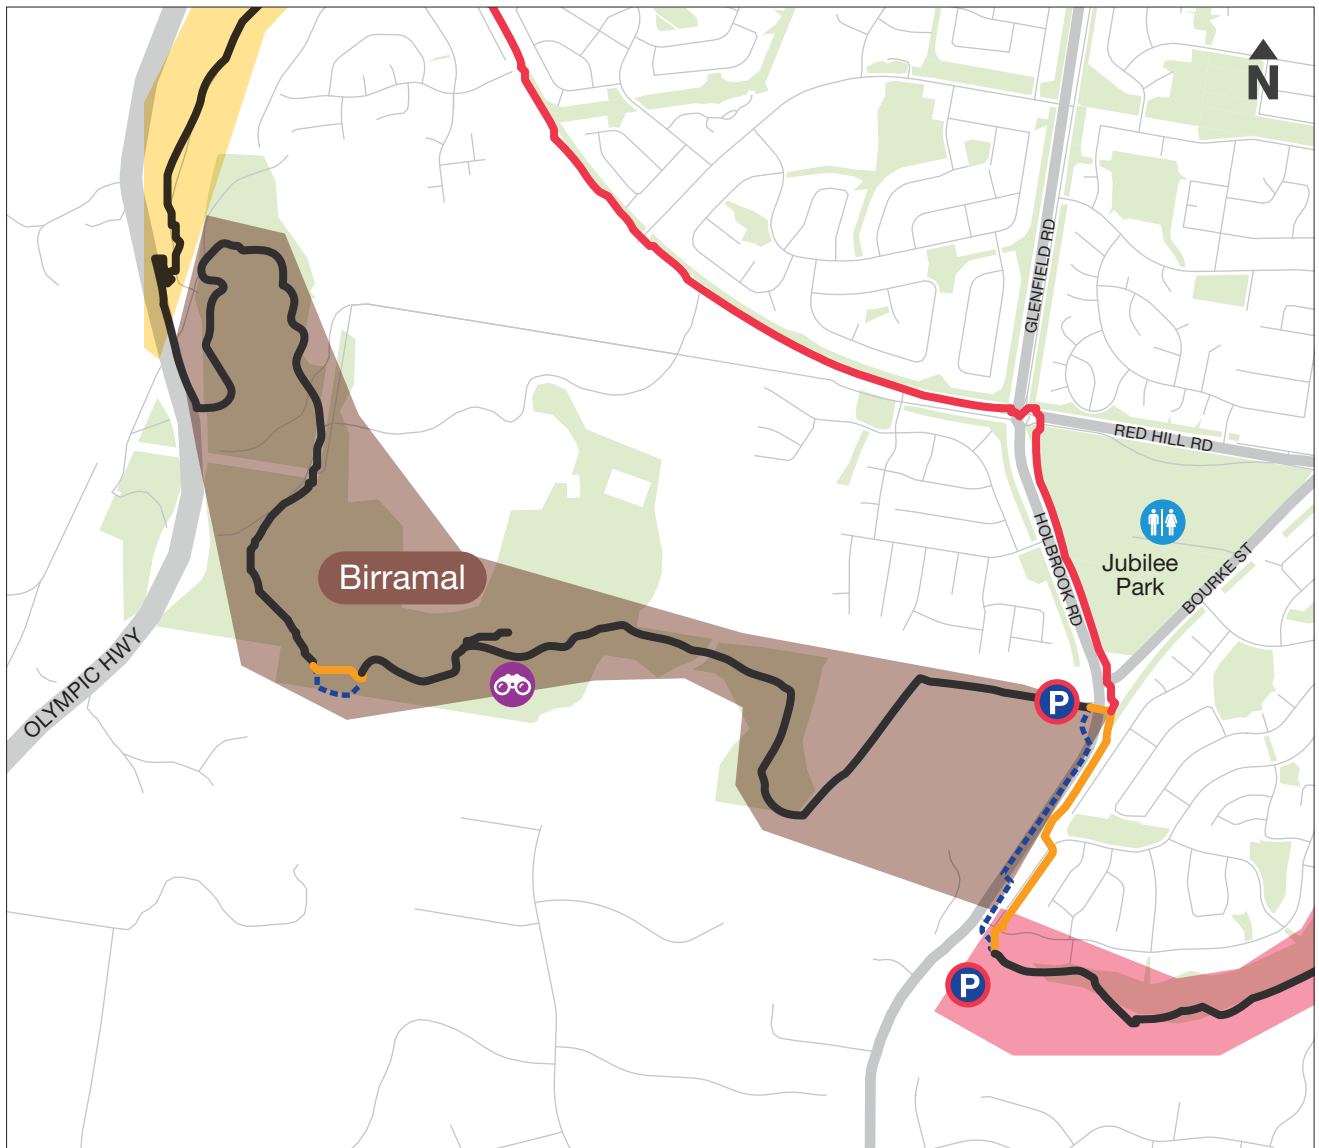 N
GLENFIELD RD
RED HILL RD
HOLBROOK RD
Jubilee
Park
BOURKE ST
Birramal
OLYMPIC HWY
P
P